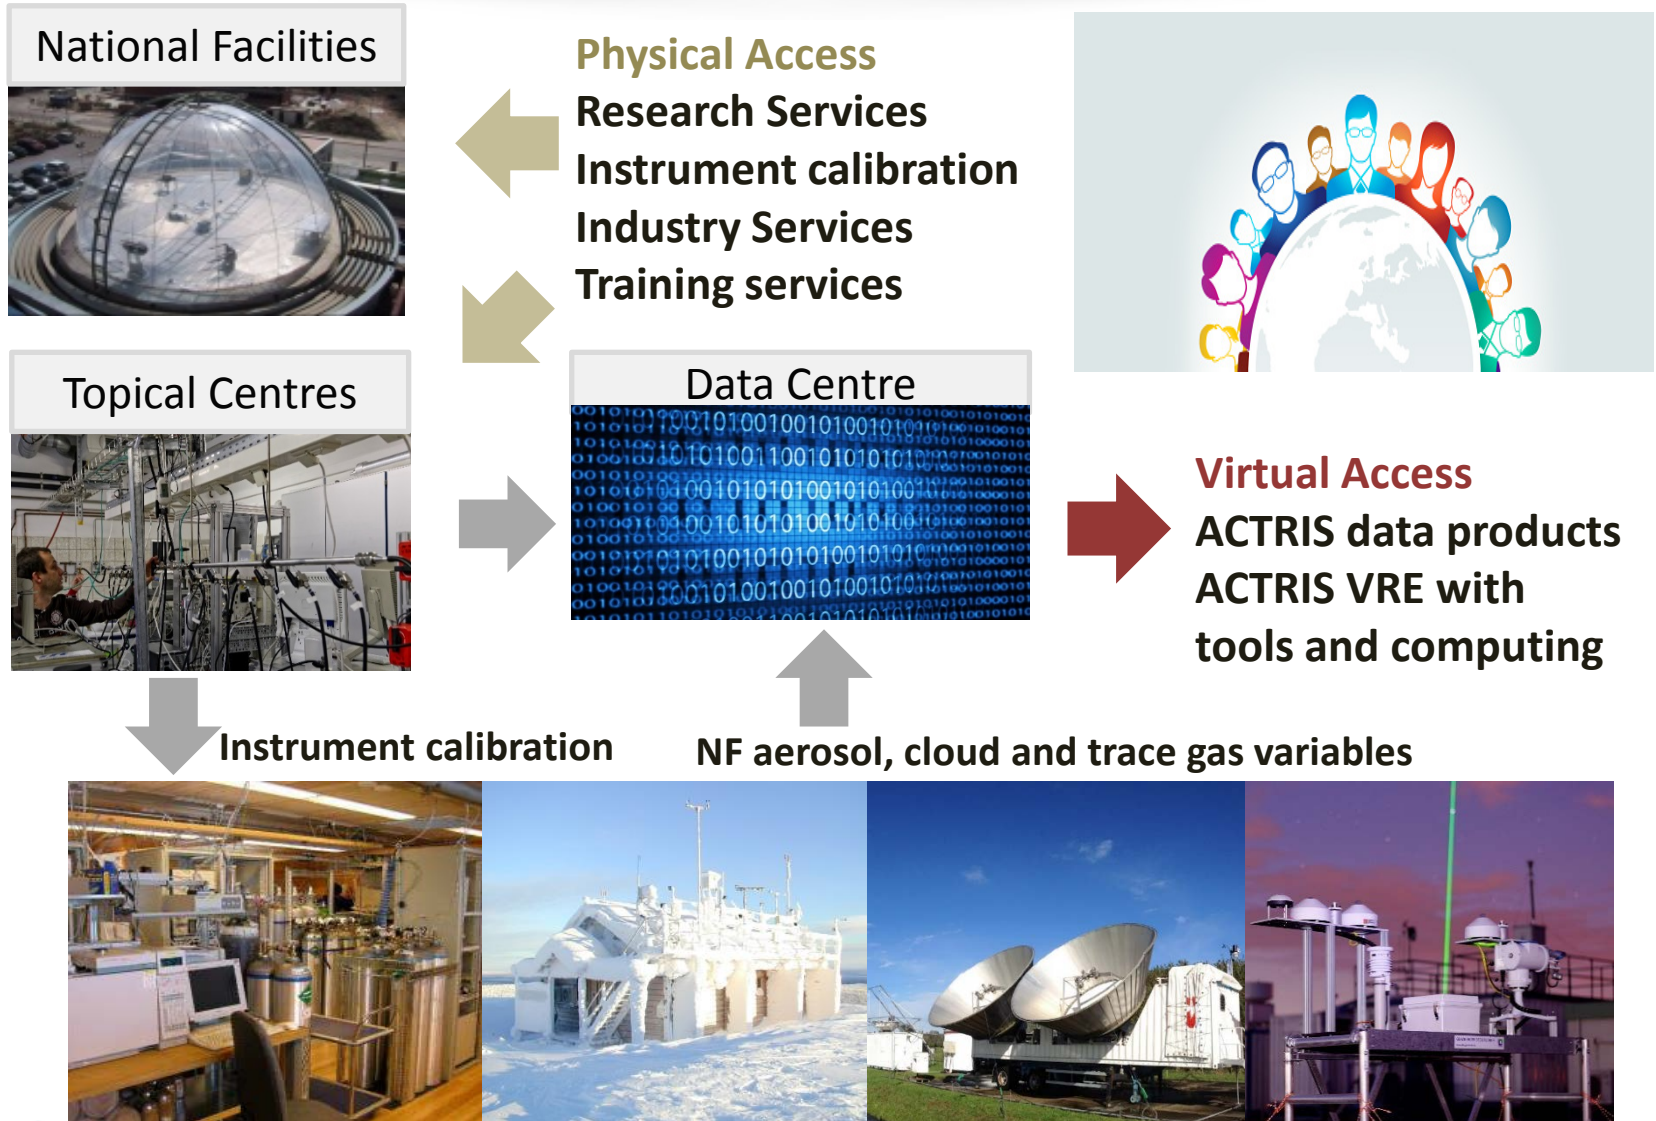 National Facilities
Physical Access
Research Services
Instrument calibration
Industry Services
Training services
Topical Centres
Data Centre
Virtual Access
ACTRIS data products
ACTRIS VRE with
tools and computing
Instrument calibration
NF aerosol, cloud and trace gas variables